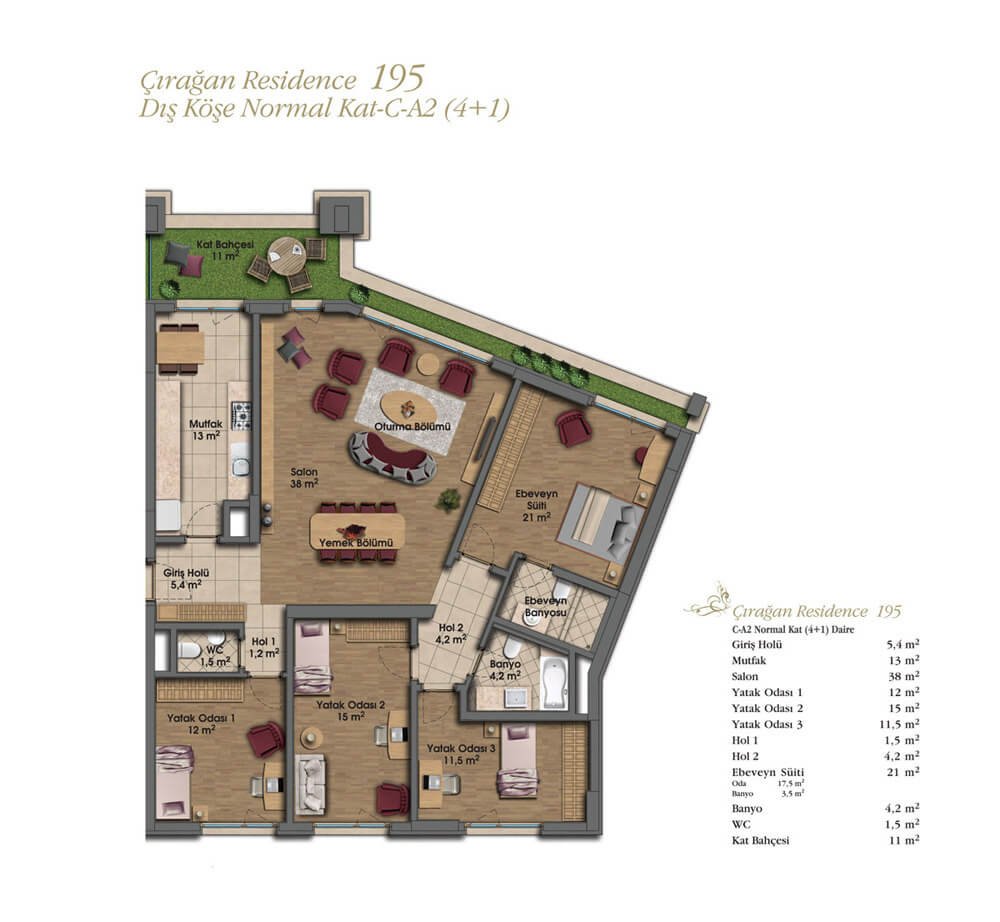 Çırağan Residence 195
Dış Köşe Normal Kat-C-A2 (4+1)
Kat Bahçesi
11 m²
Mutfak
13 m²
Oturma Bölümü
Salon
38 m²
Ebeveyn
Süiti
21 m²
Yemek Bölümü
Giriş Holü
5,4 m²
Ebeveyn
Banyosu
Hol 2
4,2 m²
Hol 1
1,2 m²
WC
1,5 m²
Banyo
4,2 m²
Yatak Odası 1
12 m²
Yatak Odası 2
15 m²
Yatak Odası 3
11,5 m²
Çırağan Residence 195
C-A2 Normal Kat (4+1) Daire
Giriş Holü 5,4 m²
Mutfak 13 m²
Salon 38 m²
Yatak Odası 1 12 m²
Yatak Odası 2 15 m²
Yatak Odası 3 11,5 m²
Hol 1 1,5 m²
Hol 2 4,2 m²
Ebeveyn Süiti 21 m²
Oda 17,5 m²
Banyo 3,5 m²
Banyo 4,2 m²
WC 1,5 m²
Kat Bahçesi 11 m²